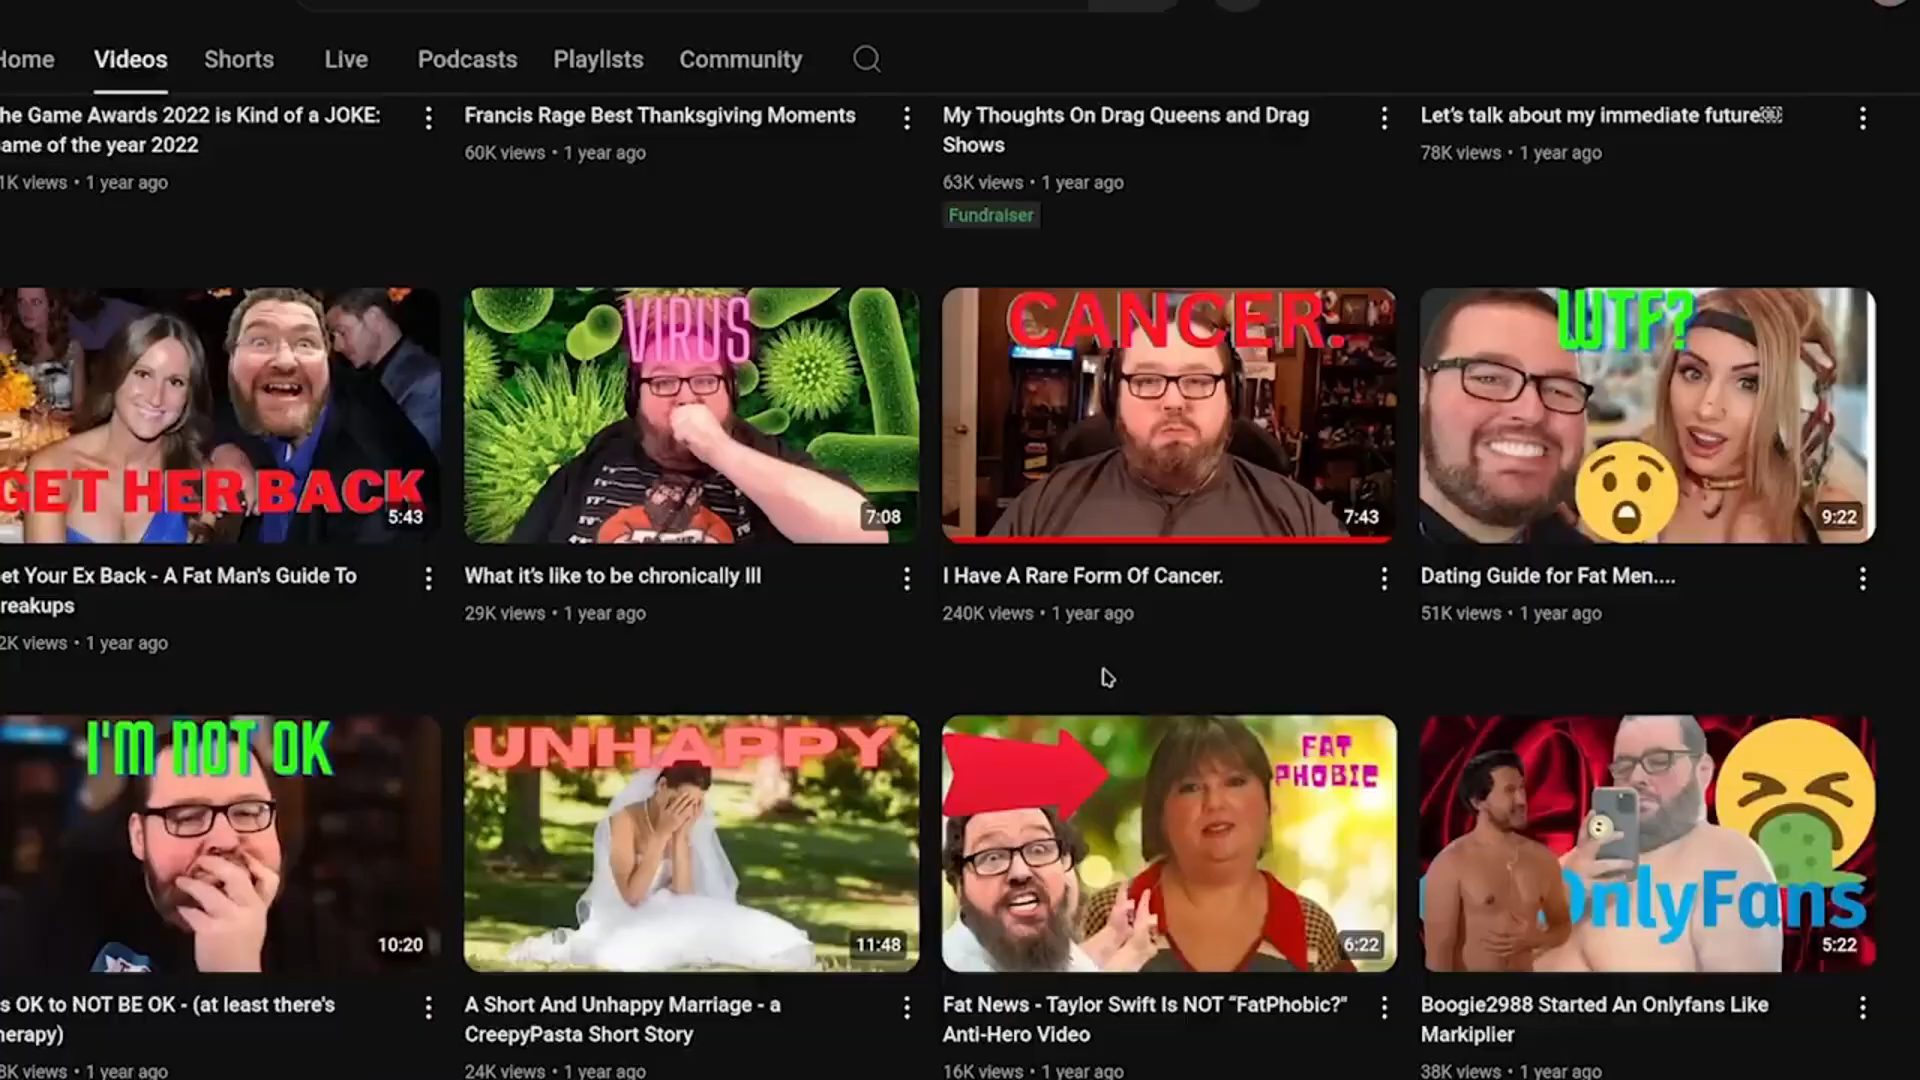 Home Videos Shorts Live Podcasts Playlists Community
he Game Awards 2022 is Kind of a JOKE:
ame of the year 2022
1K views • 1 year ago
Francis Rage Best Thanksgiving Moments
60K views • 1 year ago
My Thoughts On Drag Queens and Drag
Shows
63K views • 1 year ago
Fundraiser
Let's talk about my immediate future
78K views • 1 year ago
GET HER BACK
5:43
VIRUS
7:08
CANCER.
7:43
WTF?
9:22
et Your Ex Back - A Fat Man's Guide To
reakups
2K views • 1 year ago
What it's like to be chronically Ill
29K views • 1 year ago
I Have A Rare Form Of Cancer.
240K views • 1 year ago
Dating Guide for Fat Men....
51K views • 1 year ago
I'M NOT OK
10:20
UNHAPPY
11:48
FAT
PHOBIC
6:22
OnlyFans
5:22
s OK to NOT BE OK - (at least there's
herapy)
8K views • 1 year ago
A Short And Unhappy Marriage - a
CreepyPasta Short Story
24K views • 1 year ago
Fat News - Taylor Swift Is NOT "FatPhobic?"
Anti-Hero Video
16K views • 1 year ago
Boogie2988 Started An Onlyfans Like
Markiplier
38K views • 1 year ago